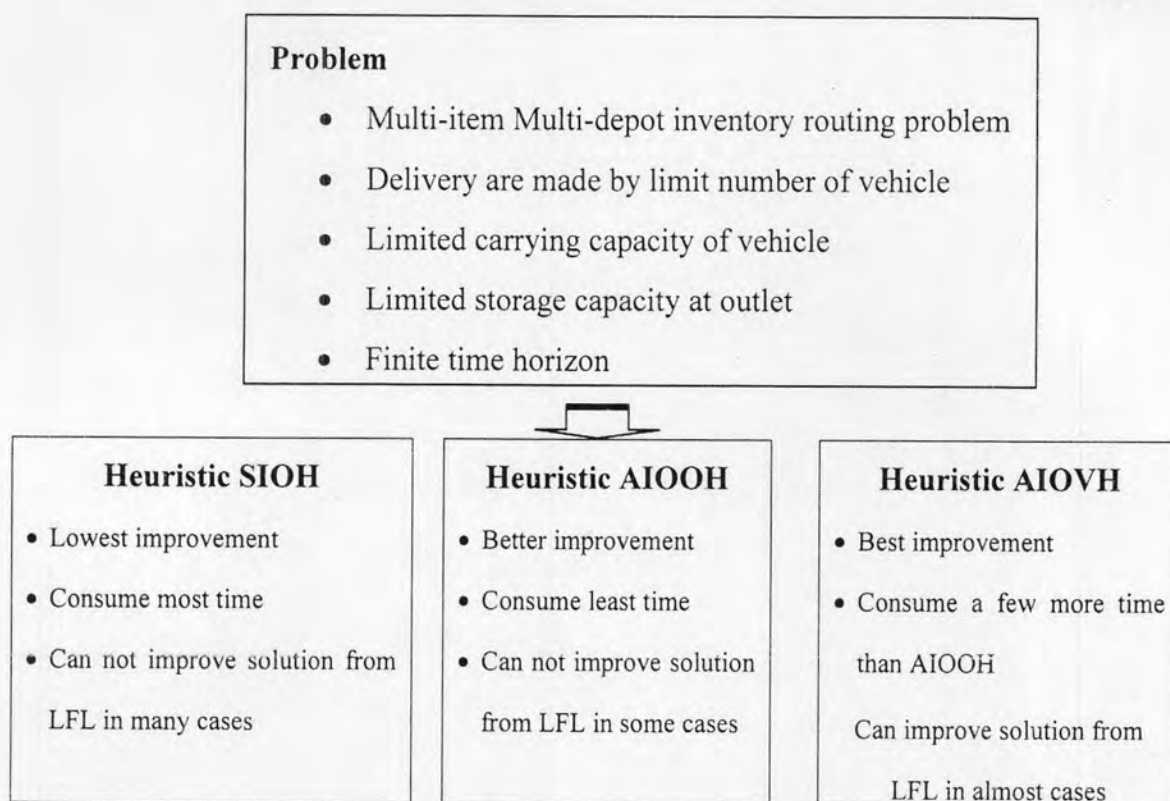 Problem
• Multi-item Multi-depot inventory routing problem
• Delivery are made by limit number of vehicle
• Limited carrying capacity of vehicle
• Limited storage capacity at outlet
• Finite time horizon
Heuristic SIOH
• Lowest improvement
• Consume most time
• Can not improve solution from
LFL in many cases
Heuristic AIOOH
• Better improvement
• Consume least time
• Can not improve solution
from LFL in some cases
Heuristic AIOVH
• Best improvement
• Consume a few more time
than AIOOH
Can improve solution from
LFL in almost cases